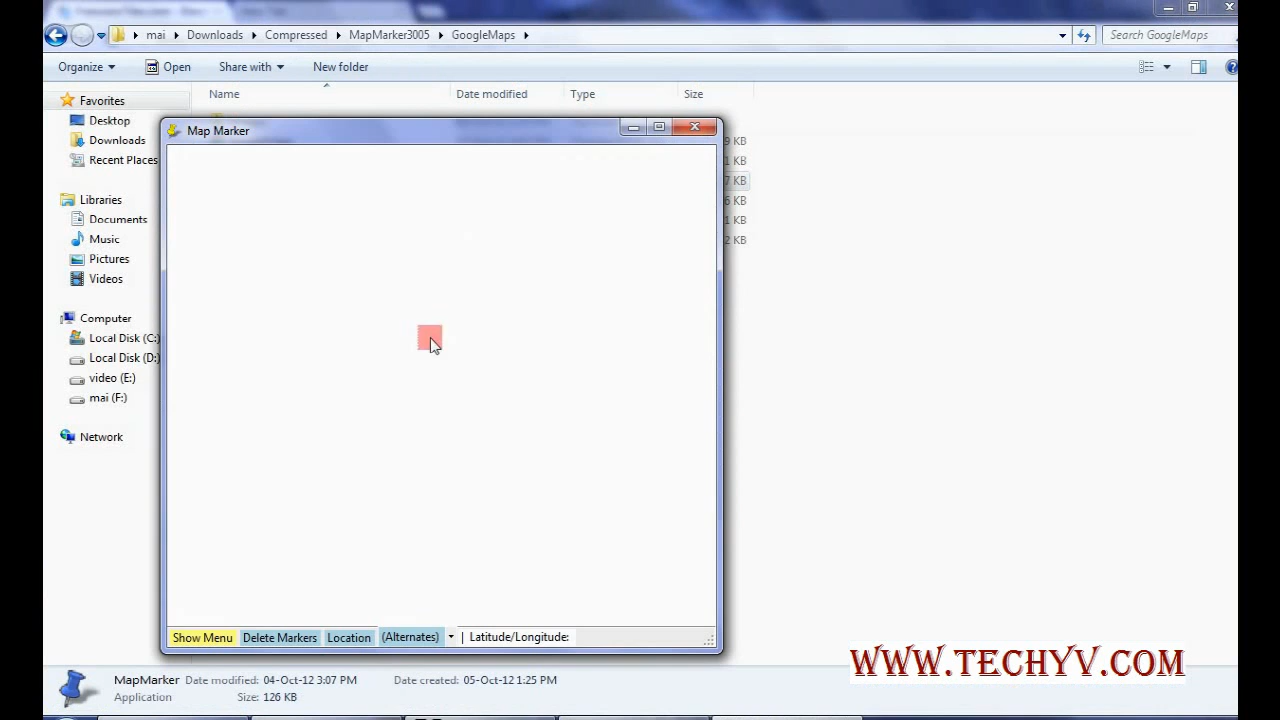 mai Downloads Compressed MapMarker3005 GoogleMaps Search GoogleMaps
Organize Open Share with New folder
Favorites
Desktop
Downloads
Recent Places
Libraries
Documents
Music
Pictures
Videos
Computer
Local Disk (C:)
Local Disk (D:)
video (E:)
mai (F:)
Network
Name Date modified Type Size
9 KB
1 KB
7 KB
6 KB
1 KB
2 KB
Map Marker
Show Menu Delete Markers Location (Alternates) | Latitude/Longitude:
MapMarker Date modified: 04-Oct-12 3:07 PM Date created: 05-Oct-12 1:25 PM
Application Size: 126 KB
WWW.TECHYV.COM